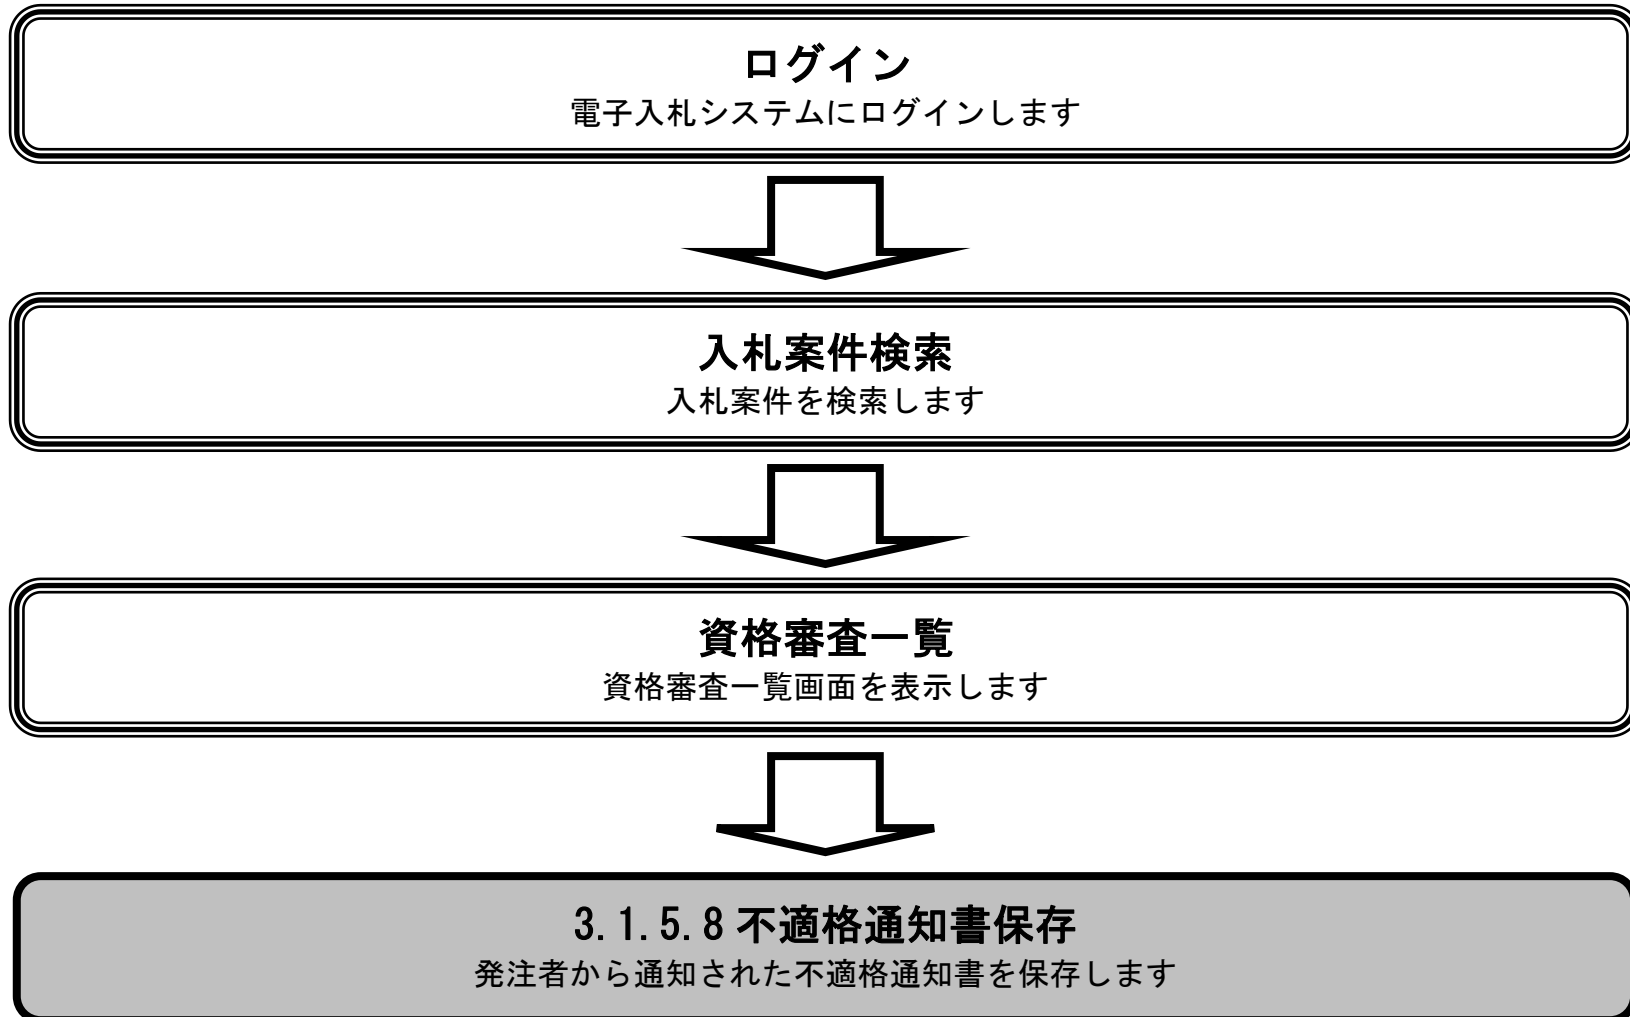 ログイン
電子入札システムにログインします
入札案件検索
入札案件を検索します
資格審査一覧
資格審査一覧画面を表示します
3.1.5.8 不適格通知書保存
発注者から通知された不適格通知書を保存します